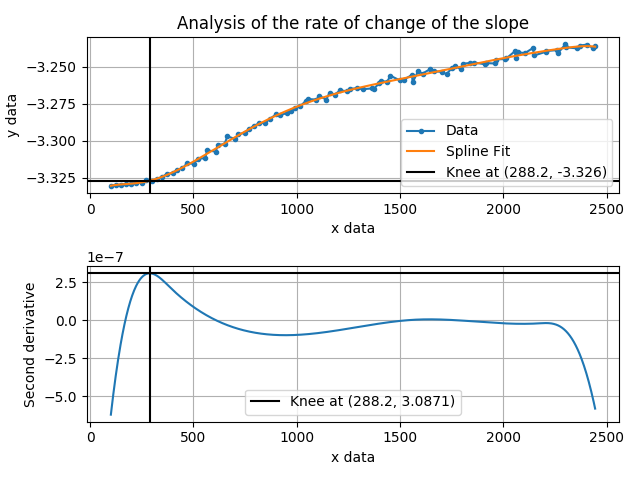 Analysis of the rate of change of the slope
−3.250
−3.275
−3.300
−3.325
y data
Data
Spline Fit
Knee at (288.2, -3.326)
0 500 1000 1500 2000 2500
x data
1e−7
2.5
0.0
−2.5
−5.0
Second derivative
Knee at (288.2, 3.0871)
0 500 1000 1500 2000 2500
x data